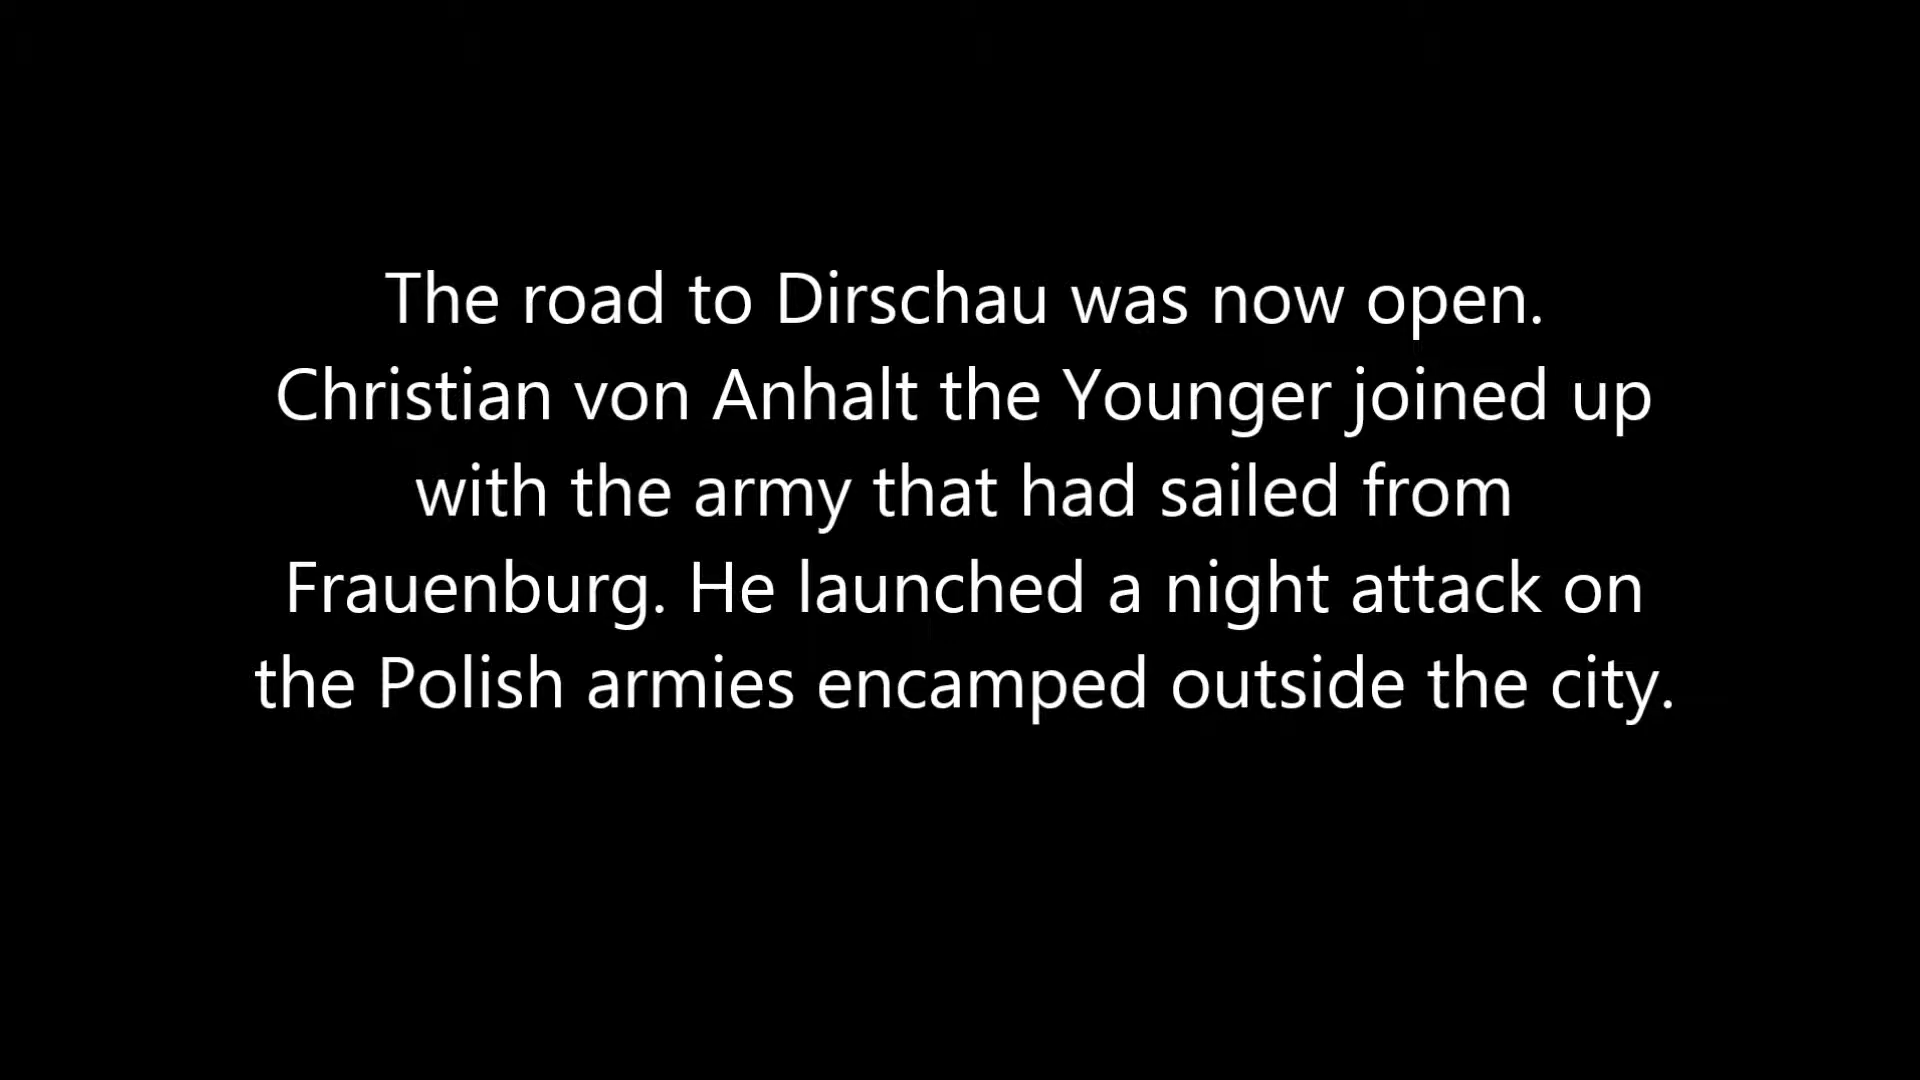 The road to Dirschau was now open.
Christian von Anhalt the Younger joined up
with the army that had sailed from
Frauenburg. He launched a night attack on
the Polish armies encamped outside the city.